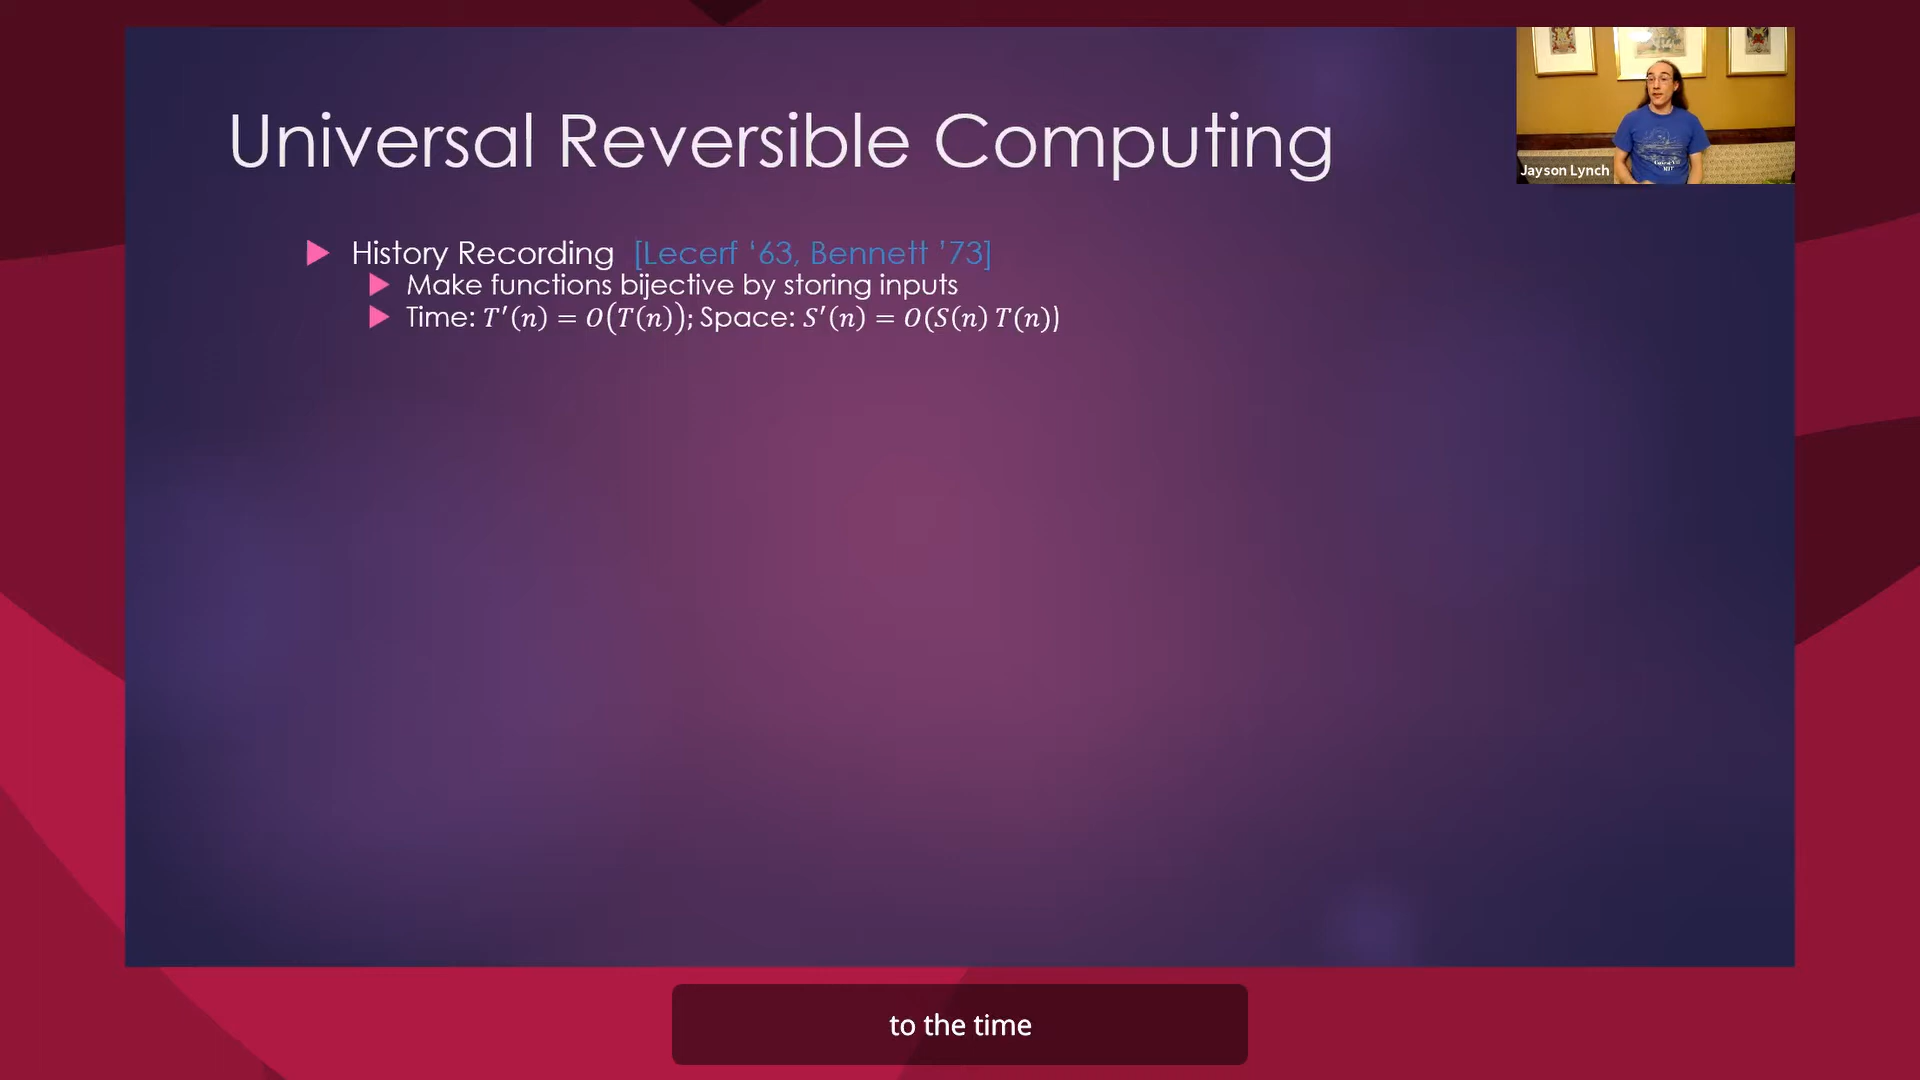 Universal Reversible Computing
Jayson Lynch
History Recording [Lecerf ‘63, Bennett ’73]
Make functions bijective by storing inputs
Time: T′(n) = O(T(n)); Space: S′(n) = O(S(n) T(n))
to the time